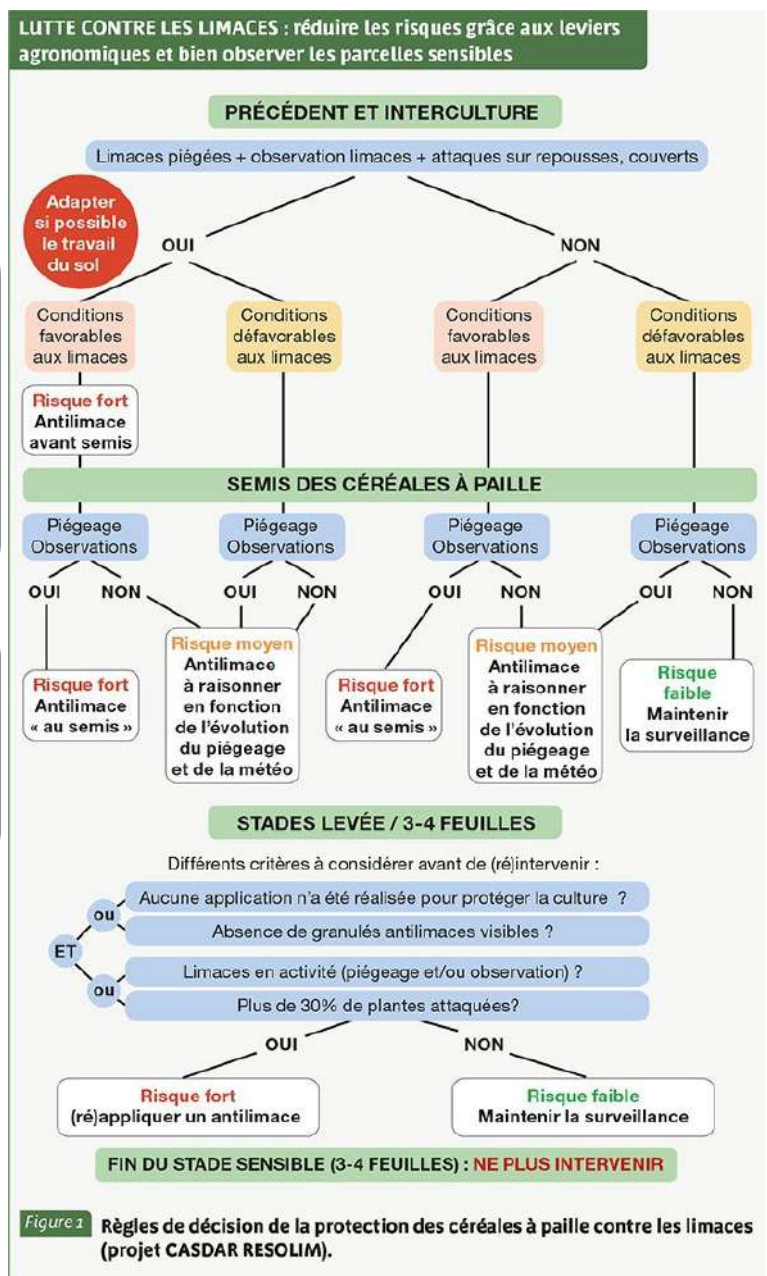 LUTTE CONTRE LES LIMACES : réduire les risques grâce aux leviers
agronomiques et bien observer les parcelles sensibles
PRÉCÉDENT ET INTERCULTURE
Limaces piégées + observation limaces + attaques sur repousses, couverts
Adapter
si possible
le travail
du sol
OUI
NON
Conditions
favorables
aux limaces
Conditions
défavorables
aux limaces
Conditions
favorables
aux limaces
Conditions
défavorables
aux limaces
Risque fort
Antilimace
avant semis
SEMIS DES CÉRÉALES À PAILLE
Piégeage
Observations
Piégeage
Observations
Piégeage
Observations
Piégeage
Observations
OUI
NON
OUI
NON
OUI
NON
OUI
NON
Risque fort
Antilimace
« au semis »
Risque moyen
Antilimace
à raisonner
en fonction
de l'évolution
du piégeage
et de la météo
Risque fort
Antilimace
« au semis »
Risque moyen
Antilimace
à raisonner
en fonction
de l'évolution
du piégeage
et de la météo
Risque
faible
Maintenir
la surveillance
STADES LEVÉE / 3-4 FEUILLES
Différents critères à considérer avant de (ré)intervenir :
Aucune application n'a été réalisée pour protéger la culture ?
ou
Absence de granulés antilimaces visibles ?
ET
Limaces en activité (piégeage et/ou observation) ?
ou
Plus de 30% de plantes attaquées?
OUI
NON
Risque fort
(ré)appliquer un antilimace
Risque faible
Maintenir la surveillance
FIN DU STADE SENSIBLE (3-4 FEUILLES) : NE PLUS INTERVENIR
Figure 1 Règles de décision de la protection des céréales à paille contre les limaces
(projet CASDAR RESOLIM).